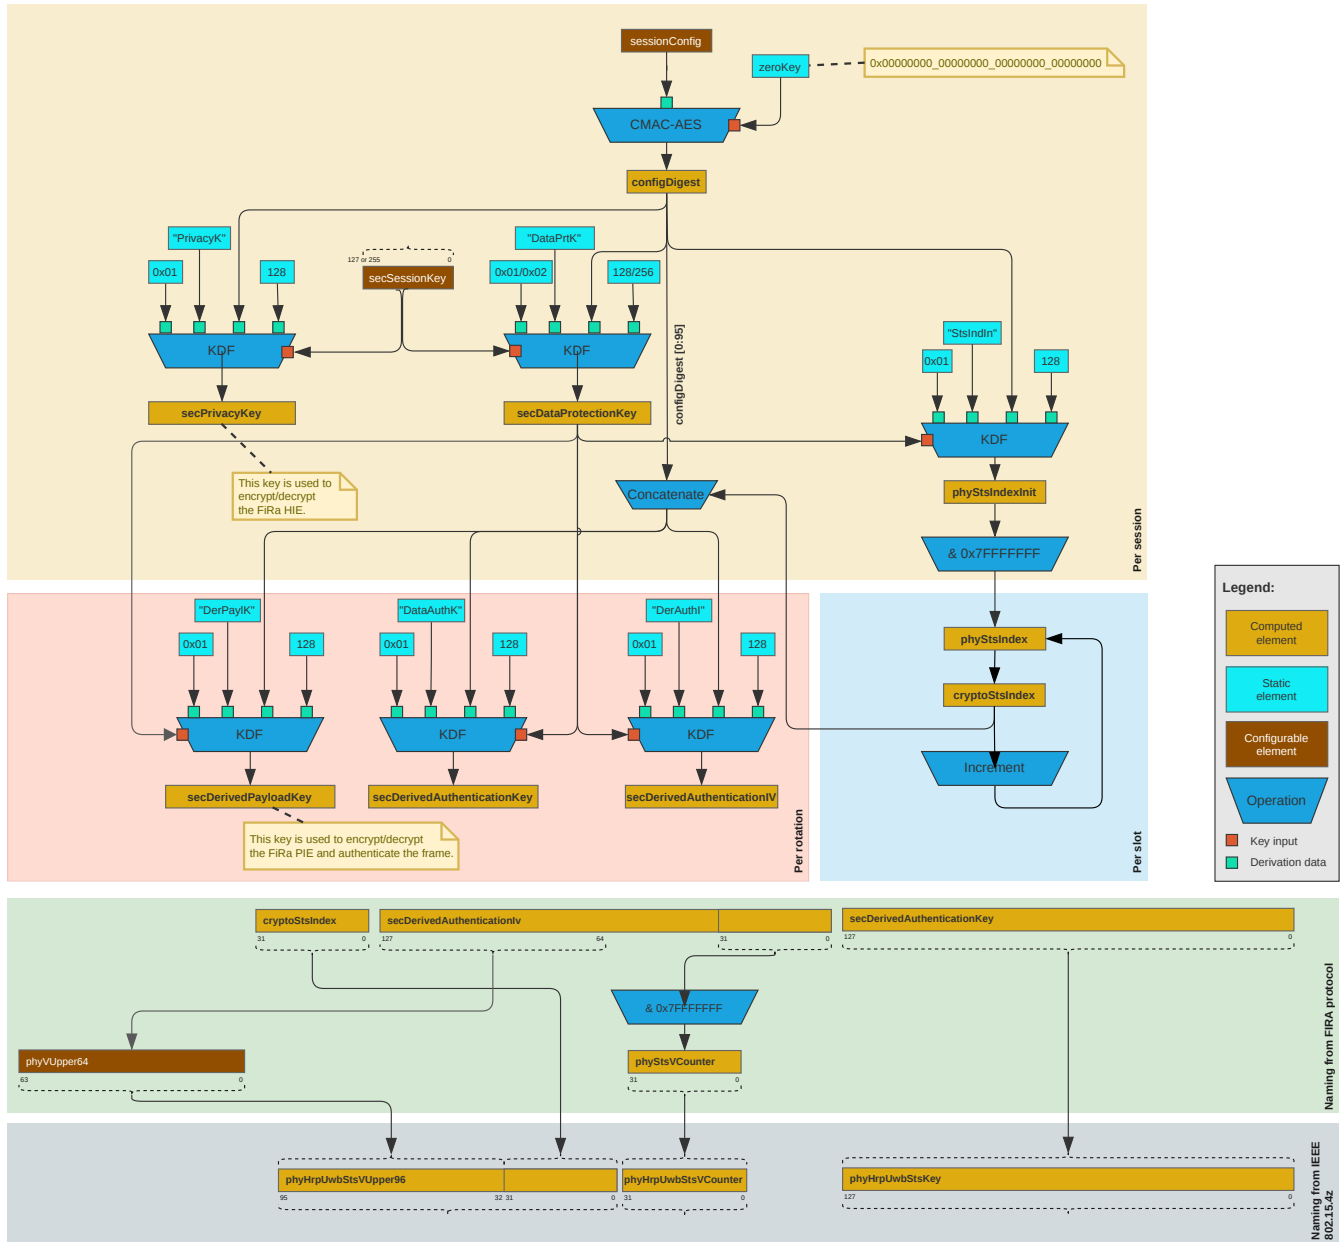 sessionConfig
zeroKey
0x00000000_00000000_00000000_00000000
CMAC-AES
configDigest
"PrivacyK"
0x01
128
127 or 255
0
secSessionKey
"DataPrtK"
0x01/0x02
128/256
KDF
KDF
configDigest [0:95]
"StsIndIn"
0x01
128
secPrivacyKey
secDataProtectionKey
KDF
This key is used to
encrypt/decrypt
the FiRa HIE.
Concatenate
phyStsIndexInit
& 0x7FFFFFFF
Per session
"DerPaylK"
0x01
128
"DataAuthK"
0x01
128
"DerAuthI"
0x01
128
KDF
KDF
KDF
secDerivedPayloadKey
secDerivedAuthenticationKey
secDerivedAuthenticationIV
This key is used to encrypt/decrypt
the FiRa PIE and authenticate the frame.
Per rotation
phyStsIndex
cryptoStsIndex
Increment
Per slot
Legend:
Computed
element
Static
element
Configurable
element
Operation
Key input
Derivation data
cryptoStsIndex
31
0
secDerivedAuthenticationIv
127
64
31
0
secDerivedAuthenticationKey
127
0
& 0x7FFFFFFF
phyVUpper64
63
0
phyStsVCounter
31
0
Naming from FIRA protocol
phyHrpUwbStsVUpper96
95
32
31
0
phyHrpUwbStsVCounter
31
0
phyHrpUwbStsKey
127
0
Naming from IEEE
802.15.4z